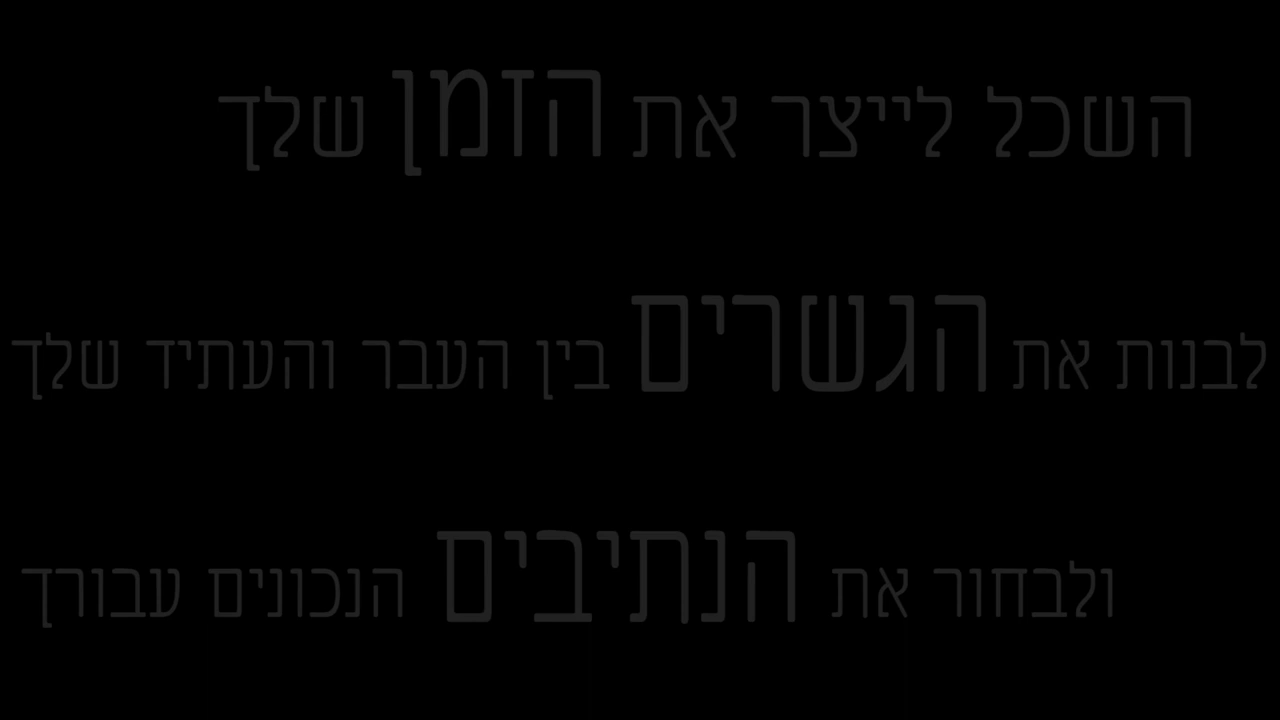 השכל לייצר את הזמן שלך
לבנות את הגשרים בין העבר והעתיד שלך
ולבחור את הנתיבים הנכונים עבורך